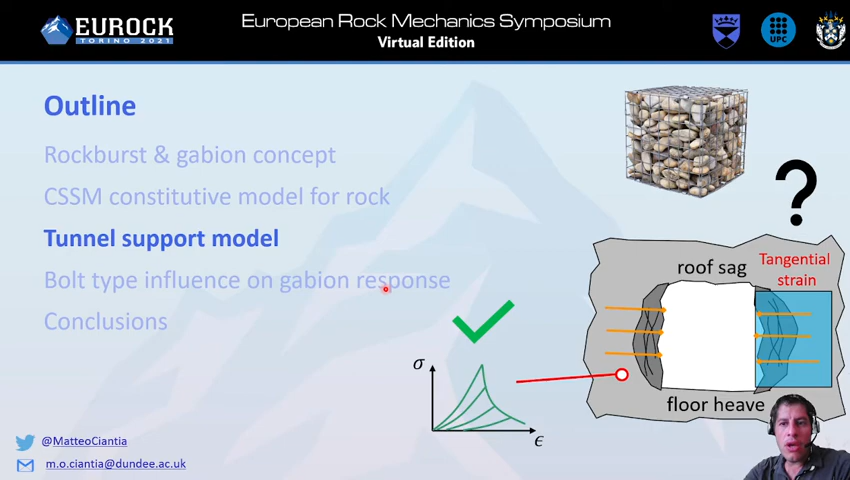 EUROCK
TORINO 2021
European Rock Mechanics Symposium
Virtual Edition
UPC
Outline
Rockburst & gabion concept
CSSM constitutive model for rock
Tunnel support model
Bolt type influence on gabion response
Conclusions
?
roof sag
Tangential
strain
floor heave
σ
ϵ
@MatteoCiantia
m.o.ciantia@dundee.ac.uk